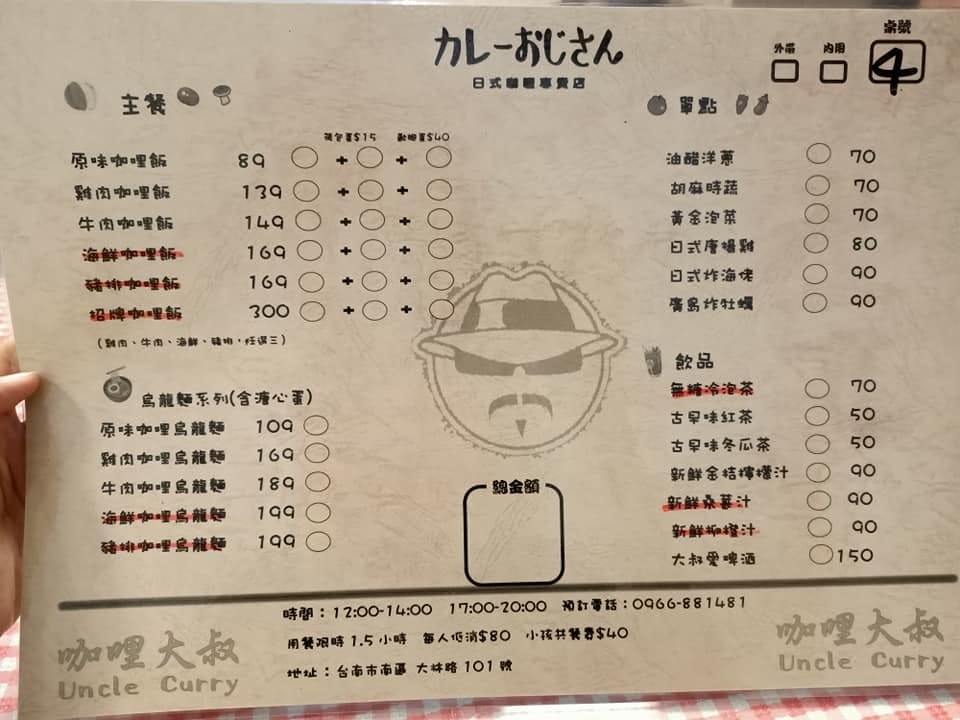 カレーおじさん
日式咖哩專賣店
外帶 內用 桌號 4
主餐
荷包蛋$15 歐姆蛋$40
原味咖哩飯 89 + +
雞肉咖哩飯 139 + +
牛肉咖哩飯 149 + +
海鮮咖哩飯 169 + +
豬排咖哩飯 169 + +
招牌咖哩飯 300 + +
(雞肉、牛肉、海鮮、豬排,任選三)
烏龍麵系列(含溏心蛋)
原味咖哩烏龍麵 109
雞肉咖哩烏龍麵 169
牛肉咖哩烏龍麵 189
海鮮咖哩烏龍麵 199
豬排咖哩烏龍麵 199
單點
油醋洋蔥 70
胡麻時蔬 70
黃金泡菜 70
日式唐揚雞 80
日式炸海佬 90
廣島炸牡蠣 90
飲品
無糖冷泡茶 70
古早味紅茶 50
古早味冬瓜茶 50
新鮮金桔檸檬汁 90
新鮮桑葚汁 90
新鮮柳橙汁 90
大叔愛啤酒 150
總金額
時間:12:00-14:00 17:00-20:00 預訂電話:0966-881481
用餐限時 1.5 小時 每人低消$80 小孩共餐費$40
地址:台南市南區 大林路 101 號
咖哩大叔
Uncle Curry
咖哩大叔
Uncle Curry